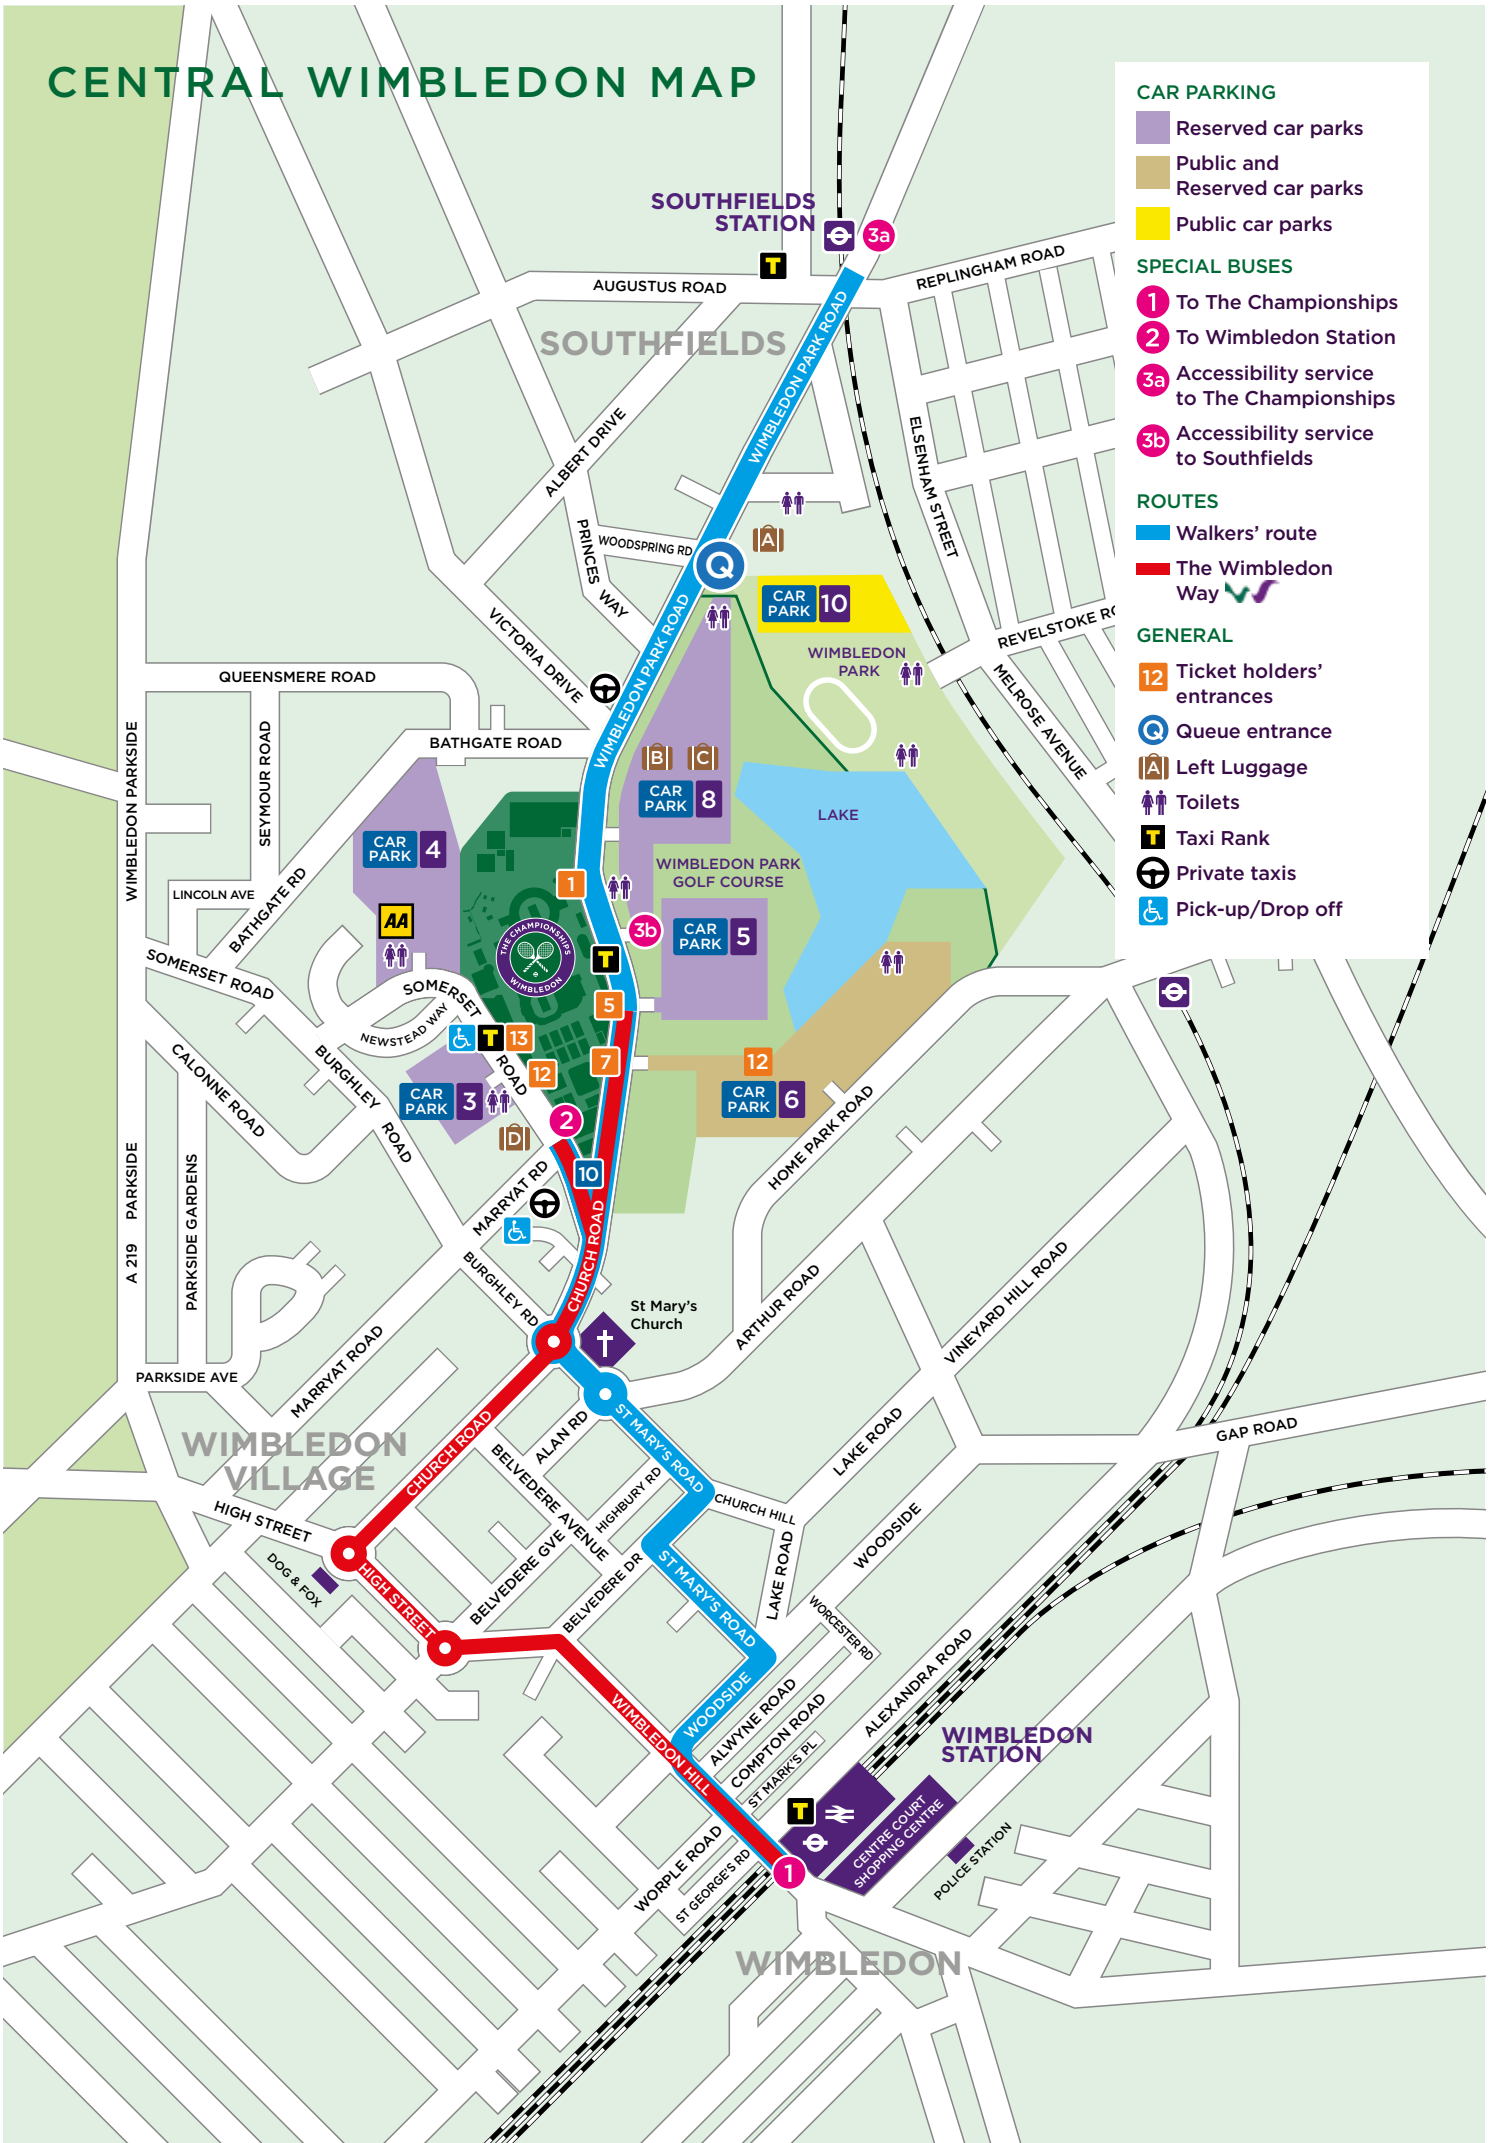 CENTRAL WIMBLEDON MAP
CAR PARKING
Reserved car parks
Public and
Reserved car parks
Public car parks
SPECIAL BUSES
1 To The Championships
2 To Wimbledon Station
3a Accessibility service
to The Championships
3b Accessibility service
to Southfields
ROUTES
Walkers' route
The Wimbledon
Way
GENERAL
12 Ticket holders'
entrances
Q Queue entrance
A Left Luggage
Toilets
T Taxi Rank
Private taxis
Pick-up/Drop off
SOUTHFIELDS
STATION
3a
T
AUGUSTUS ROAD
REPLINGHAM ROAD
SOUTHFIELDS
WIMBLEDON PARK ROAD
ALBERT DRIVE
ELSENHAM STREET
PRINCES WAY
WOODSPRING RD
A
Q
CAR
PARK 10
WIMBLEDON
PARK
REVELSTOKE RO
VICTORIA DRIVE
WIMBLEDON PARK ROAD
MELROSE AVENUE
QUEENSMERE ROAD
SEYMOUR ROAD
WIMBLEDON PARKSIDE
BATHGATE ROAD
B
C
CAR
PARK 8
LAKE
CAR
PARK 4
WIMBLEDON PARK
GOLF COURSE
LINCOLN AVE
BATHGATE RD
1
AA
3b
CAR
PARK 5
THE CHAMPIONSHIPS
WIMBLEDON
T
SOMERSET ROAD
SOMERSET
ROAD
NEWSTEAD WAY
5
T
13
12
7
12
CAR
PARK 6
CALONNE ROAD
BURGHLEY
ROAD
CAR
PARK 3
2
D
10
HOME PARK ROAD
A 219
PARKSIDE
PARKSIDE GARDENS
MARRYAT RD
BURGHLEY RD
CHURCH ROAD
St Mary's
Church
ARTHUR ROAD
VINEYARD HILL ROAD
PARKSIDE AVE
MARRYAT ROAD
WIMBLEDON
VILLAGE
CHURCH ROAD
ALAN RD
ST MARY'S ROAD
LAKE ROAD
GAP ROAD
BELVEDERE AVENUE
HIGHBURY RD
CHURCH HILL
HIGH STREET
DOG & FOX
HIGH STREET
BELVEDERE GVE
BELVEDERE DR
ST MARY'S ROAD
LAKE ROAD
WOODSIDE
WORCESTER RD
ALEXANDRA ROAD
WOODSIDE
WIMBLEDON HILL
ALWYNE ROAD
COMPTON ROAD
ST MARK'S PL
WIMBLEDON
STATION
T
CENTRE COURT
SHOPPING CENTRE
POLICE STATION
WORPLE ROAD
ST GEORGE'S RD
1
WIMBLEDON